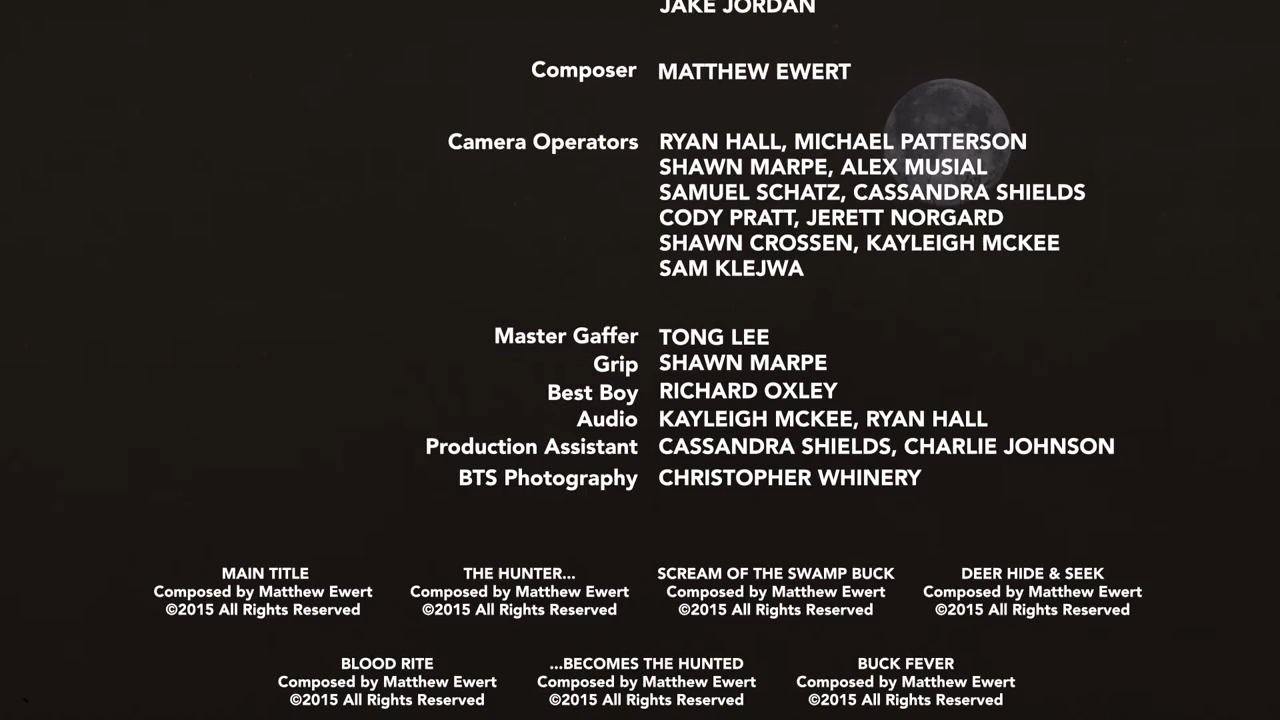 JAKE JORDAN
Composer MATTHEW EWERT
Camera Operators RYAN HALL, MICHAEL PATTERSON
SHAWN MARPE, ALEX MUSIAL
SAMUEL SCHATZ, CASSANDRA SHIELDS
CODY PRATT, JERETT NORGARD
SHAWN CROSSEN, KAYLEIGH MCKEE
SAM KLEJWA
Master Gaffer TONG LEE
Grip SHAWN MARPE
Best Boy RICHARD OXLEY
Audio KAYLEIGH MCKEE, RYAN HALL
Production Assistant CASSANDRA SHIELDS, CHARLIE JOHNSON
BTS Photography CHRISTOPHER WHINERY
MAIN TITLE
Composed by Matthew Ewert
©2015 All Rights Reserved
THE HUNTER...
Composed by Matthew Ewert
©2015 All Rights Reserved
SCREAM OF THE SWAMP BUCK
Composed by Matthew Ewert
©2015 All Rights Reserved
DEER HIDE & SEEK
Composed by Matthew Ewert
©2015 All Rights Reserved
BLOOD RITE
Composed by Matthew Ewert
©2015 All Rights Reserved
...BECOMES THE HUNTED
Composed by Matthew Ewert
©2015 All Rights Reserved
BUCK FEVER
Composed by Matthew Ewert
©2015 All Rights Reserved